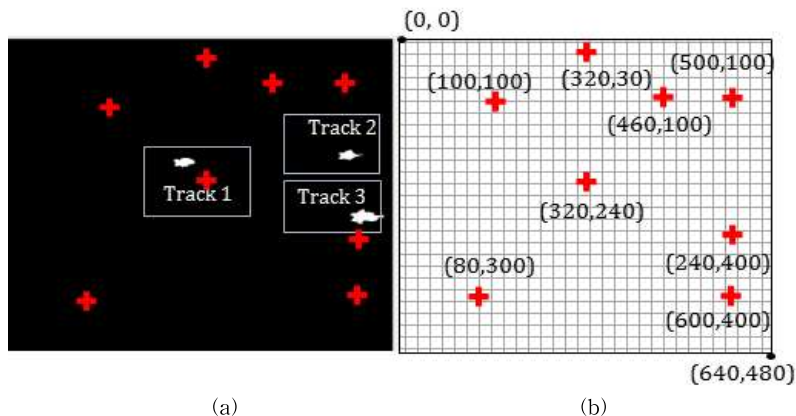 (0, 0)
(500,100)
(100,100)
(320,30)
(460,100)
Track 2
Track 1
Track 3
(320,240)
(80,300)
(240,400)
(600,400)
(640,480)
(a)
(b)